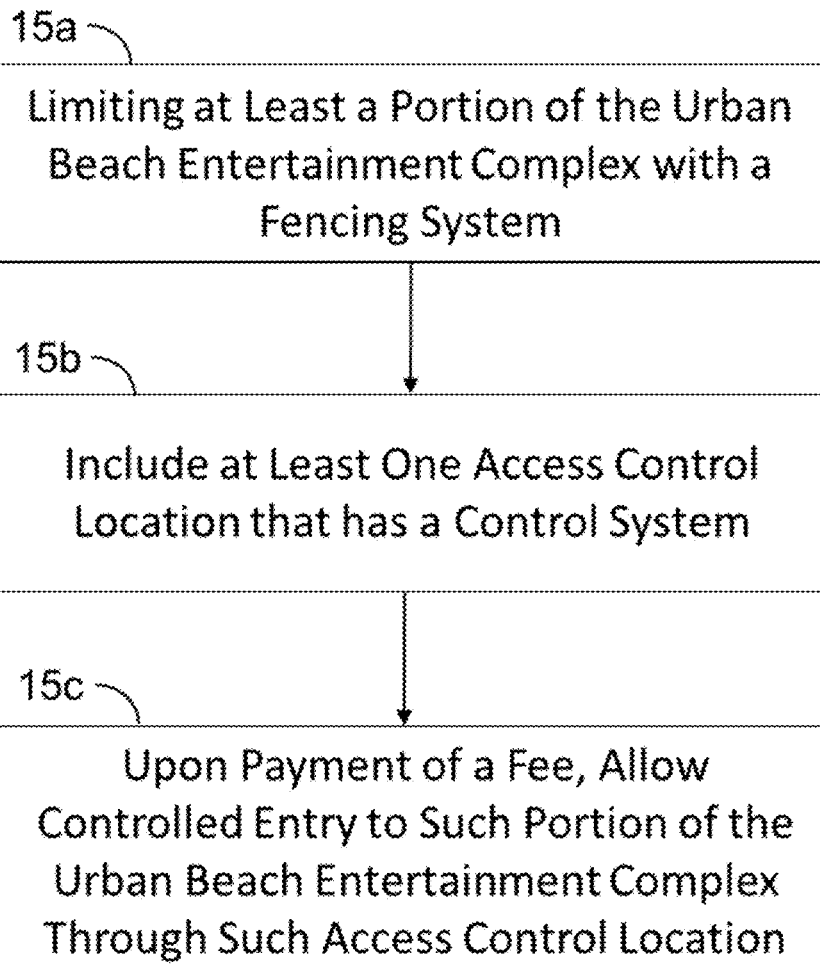 15a
Limiting at Least a Portion of the Urban
Beach Entertainment Complex with a
Fencing System
15b
Include at Least One Access Control
Location that has a Control System
15c
Upon Payment of a Fee, Allow
Controlled Entry to Such Portion of the
Urban Beach Entertainment Complex
Through Such Access Control Location